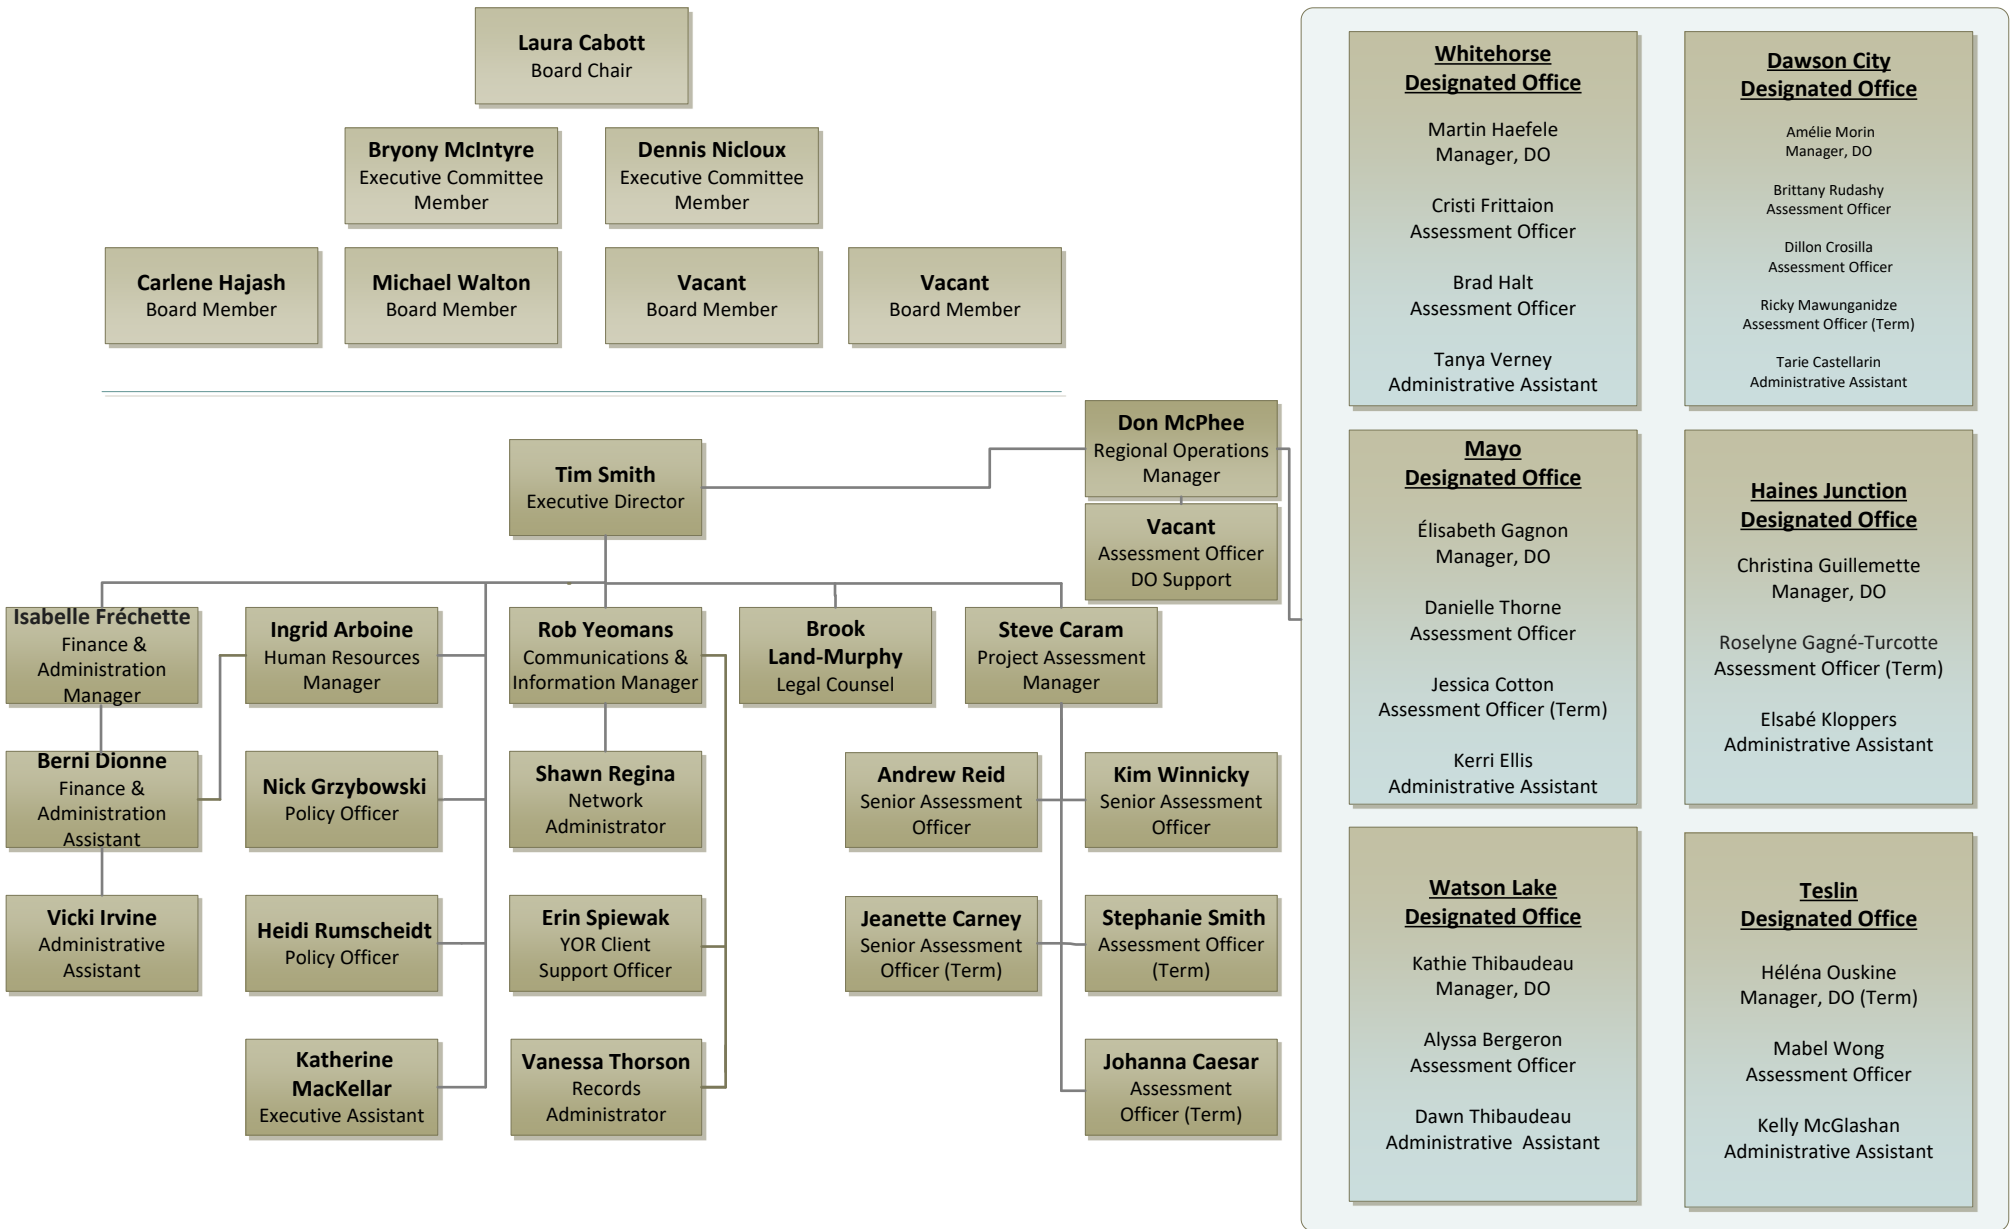 Laura Cabott
Board Chair
Bryony McIntyre
Executive Committee
Member
Dennis Nicloux
Executive Committee
Member
Carlene Hajash
Board Member
Michael Walton
Board Member
Vacant
Board Member
Vacant
Board Member
Don McPhee
Regional Operations
Manager
Tim Smith
Executive Director
Vacant
Assessment Officer
DO Support
Isabelle Fréchette
Finance &
Administration
Manager
Ingrid Arboine
Human Resources
Manager
Rob Yeomans
Communications &
Information Manager
Brook
Land-Murphy
Legal Counsel
Steve Caram
Project Assessment
Manager
Berni Dionne
Finance &
Administration
Assistant
Nick Grzybowski
Policy Officer
Shawn Regina
Network
Administrator
Andrew Reid
Senior Assessment
Officer
Kim Winnicky
Senior Assessment
Officer
Vicki Irvine
Administrative
Assistant
Heidi Rumscheidt
Policy Officer
Erin Spiewak
YOR Client
Support Officer
Jeanette Carney
Senior Assessment
Officer (Term)
Stephanie Smith
Assessment Officer
(Term)
Katherine
MacKellar
Executive Assistant
Vanessa Thorson
Records
Administrator
Johanna Caesar
Assessment
Officer (Term)
Whitehorse
Designated Office
Martin Haefele
Manager, DO
Cristi Frittaion
Assessment Officer
Brad Halt
Assessment Officer
Tanya Verney
Administrative Assistant
Dawson City
Designated Office
Amélie Morin
Manager, DO
Brittany Rudashy
Assessment Officer
Dillon Crosilla
Assessment Officer
Ricky Mawunganidze
Assessment Officer (Term)
Tarie Castellarin
Administrative Assistant
Mayo
Designated Office
Élisabeth Gagnon
Manager, DO
Danielle Thorne
Assessment Officer
Jessica Cotton
Assessment Officer (Term)
Kerri Ellis
Administrative Assistant
Haines Junction
Designated Office
Christina Guillemette
Manager, DO
Roselyne Gagné-Turcotte
Assessment Officer (Term)
Elsabé Kloppers
Administrative Assistant
Watson Lake
Designated Office
Kathie Thibaudeau
Manager, DO
Alyssa Bergeron
Assessment Officer
Dawn Thibaudeau
Administrative  Assistant
Teslin
Designated Office
Héléna Ouskine
Manager, DO (Term)
Mabel Wong
Assessment Officer
Kelly McGlashan
Administrative Assistant